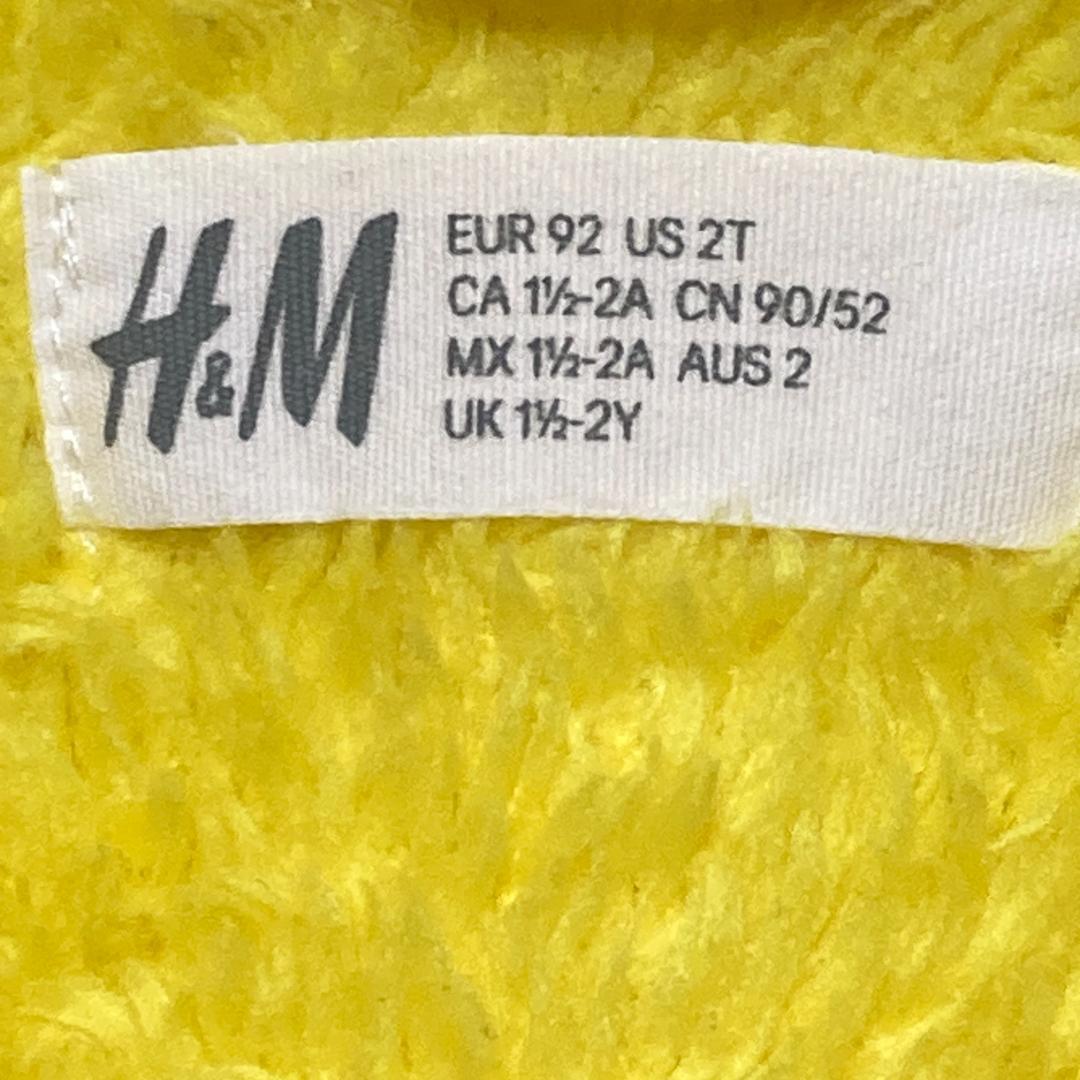 H&M
EUR 92 US 2T
CA 1½-2A CN 90/52
MX 1½-2A AUS 2
UK 1½-2Y